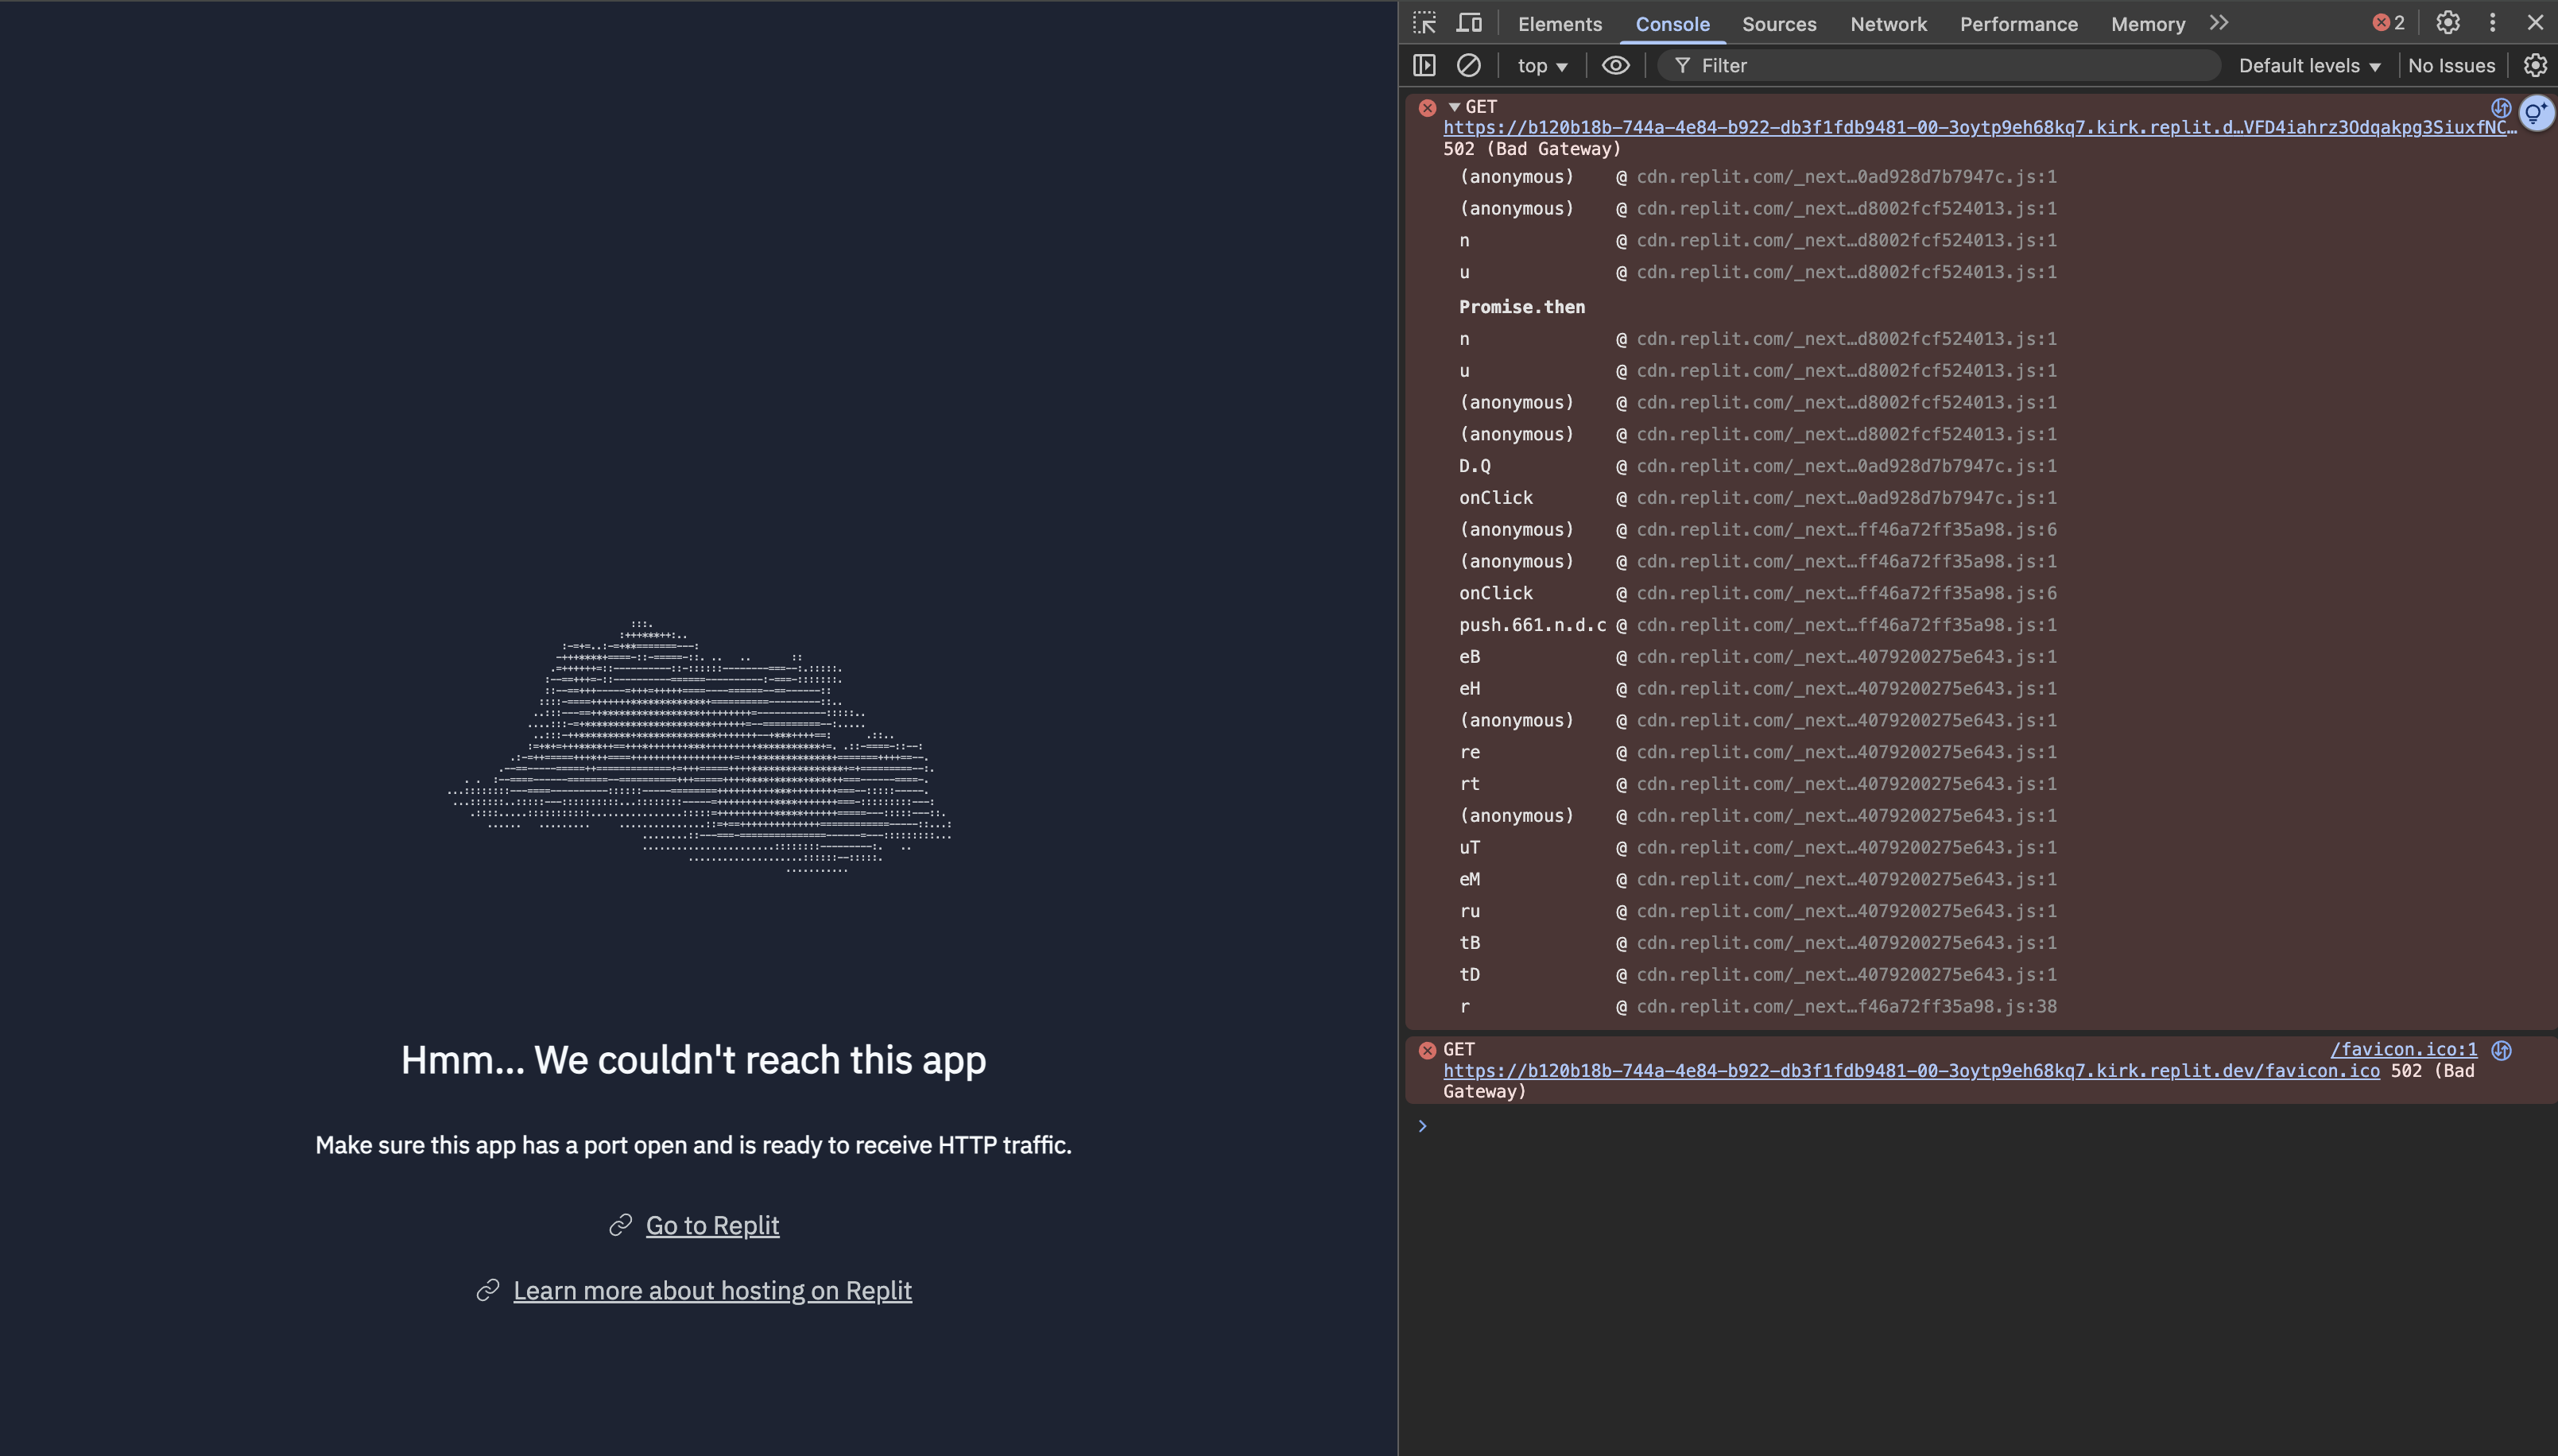 Hmm... We couldn't reach this app
Make sure this app has a port open and is ready to receive HTTP traffic.
Go to Replit
Learn more about hosting on Replit
Elements Console Sources Network Performance Memory 2
top Filter Default levels No Issues
GET
https://b120b18b-744a-4e84-b922-db3f1fdb9481-00-3oytp9eh68kq7.kirk.replit.d…VFD4iahrz3Odqakpg3SiuxfNC…
502 (Bad Gateway)
(anonymous) @ cdn.replit.com/_next…0ad928d7b7947c.js:1
(anonymous) @ cdn.replit.com/_next…d8002fcf524013.js:1
n @ cdn.replit.com/_next…d8002fcf524013.js:1
u @ cdn.replit.com/_next…d8002fcf524013.js:1
Promise.then
n @ cdn.replit.com/_next…d8002fcf524013.js:1
u @ cdn.replit.com/_next…d8002fcf524013.js:1
(anonymous) @ cdn.replit.com/_next…d8002fcf524013.js:1
(anonymous) @ cdn.replit.com/_next…d8002fcf524013.js:1
D.Q @ cdn.replit.com/_next…0ad928d7b7947c.js:1
onClick @ cdn.replit.com/_next…0ad928d7b7947c.js:1
(anonymous) @ cdn.replit.com/_next…ff46a72ff35a98.js:6
(anonymous) @ cdn.replit.com/_next…ff46a72ff35a98.js:1
onClick @ cdn.replit.com/_next…ff46a72ff35a98.js:6
push.661.n.d.c @ cdn.replit.com/_next…ff46a72ff35a98.js:1
eB @ cdn.replit.com/_next…4079200275e643.js:1
eH @ cdn.replit.com/_next…4079200275e643.js:1
(anonymous) @ cdn.replit.com/_next…4079200275e643.js:1
re @ cdn.replit.com/_next…4079200275e643.js:1
rt @ cdn.replit.com/_next…4079200275e643.js:1
(anonymous) @ cdn.replit.com/_next…4079200275e643.js:1
uT @ cdn.replit.com/_next…4079200275e643.js:1
eM @ cdn.replit.com/_next…4079200275e643.js:1
ru @ cdn.replit.com/_next…4079200275e643.js:1
tB @ cdn.replit.com/_next…4079200275e643.js:1
tD @ cdn.replit.com/_next…4079200275e643.js:1
r @ cdn.replit.com/_next…f46a72ff35a98.js:38
GET /favicon.ico:1
https://b120b18b-744a-4e84-b922-db3f1fdb9481-00-3oytp9eh68kq7.kirk.replit.dev/favicon.ico 502 (Bad
Gateway)